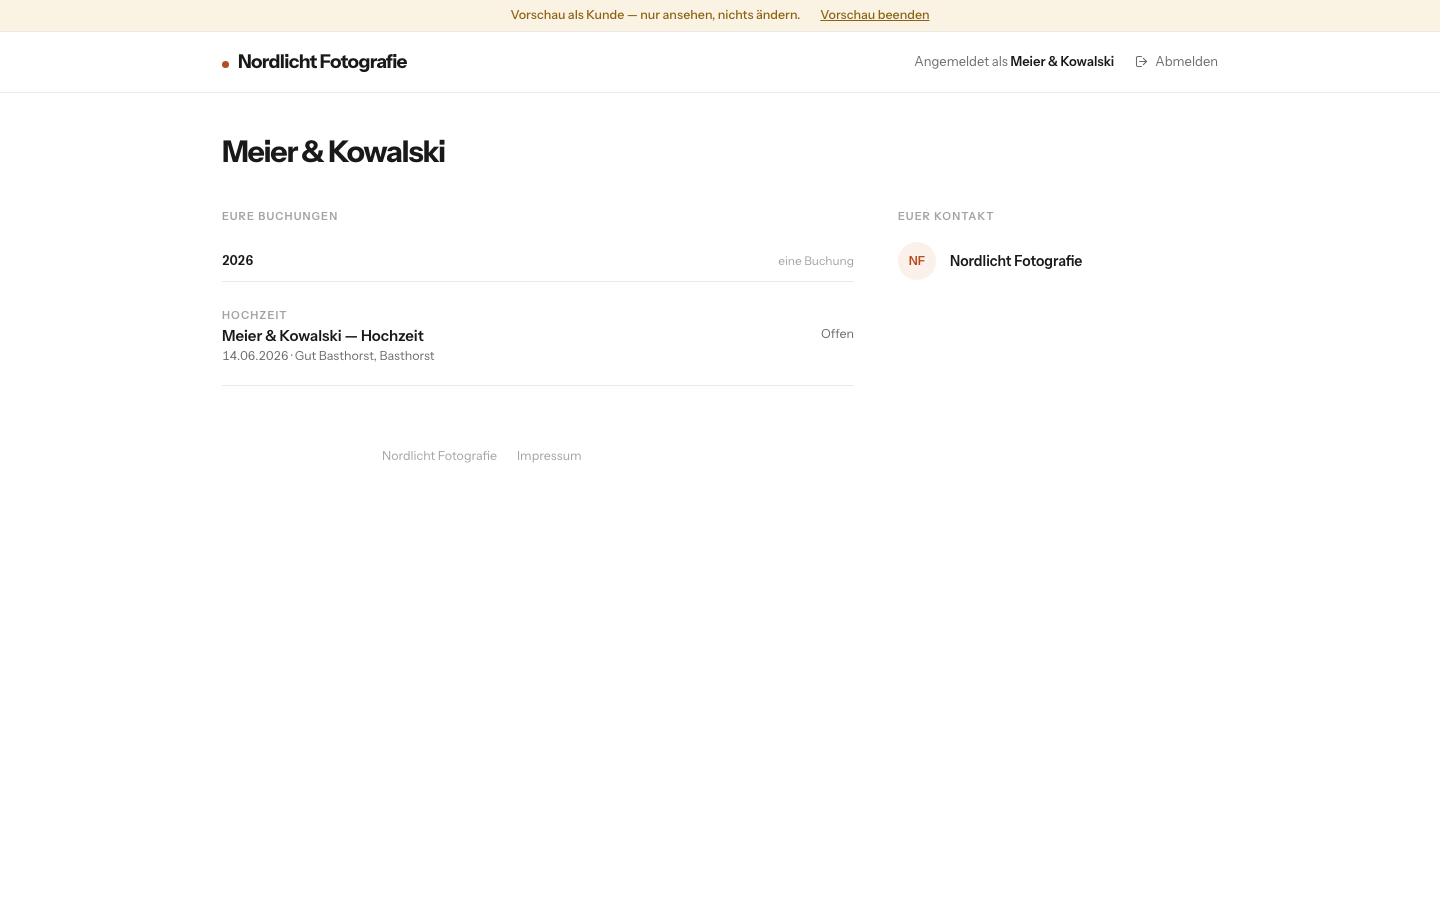 Vorschau als Kunde — nur ansehen, nichts ändern. Vorschau beenden
Nordlicht Fotografie
Angemeldet als Meier & Kowalski Abmelden
Meier & Kowalski
EURE BUCHUNGEN
2026 eine Buchung
HOCHZEIT
Meier & Kowalski — Hochzeit
14.06.2026 · Gut Basthorst, Basthorst
Offen
EUER KONTAKT
NF Nordlicht Fotografie
Nordlicht Fotografie Impressum